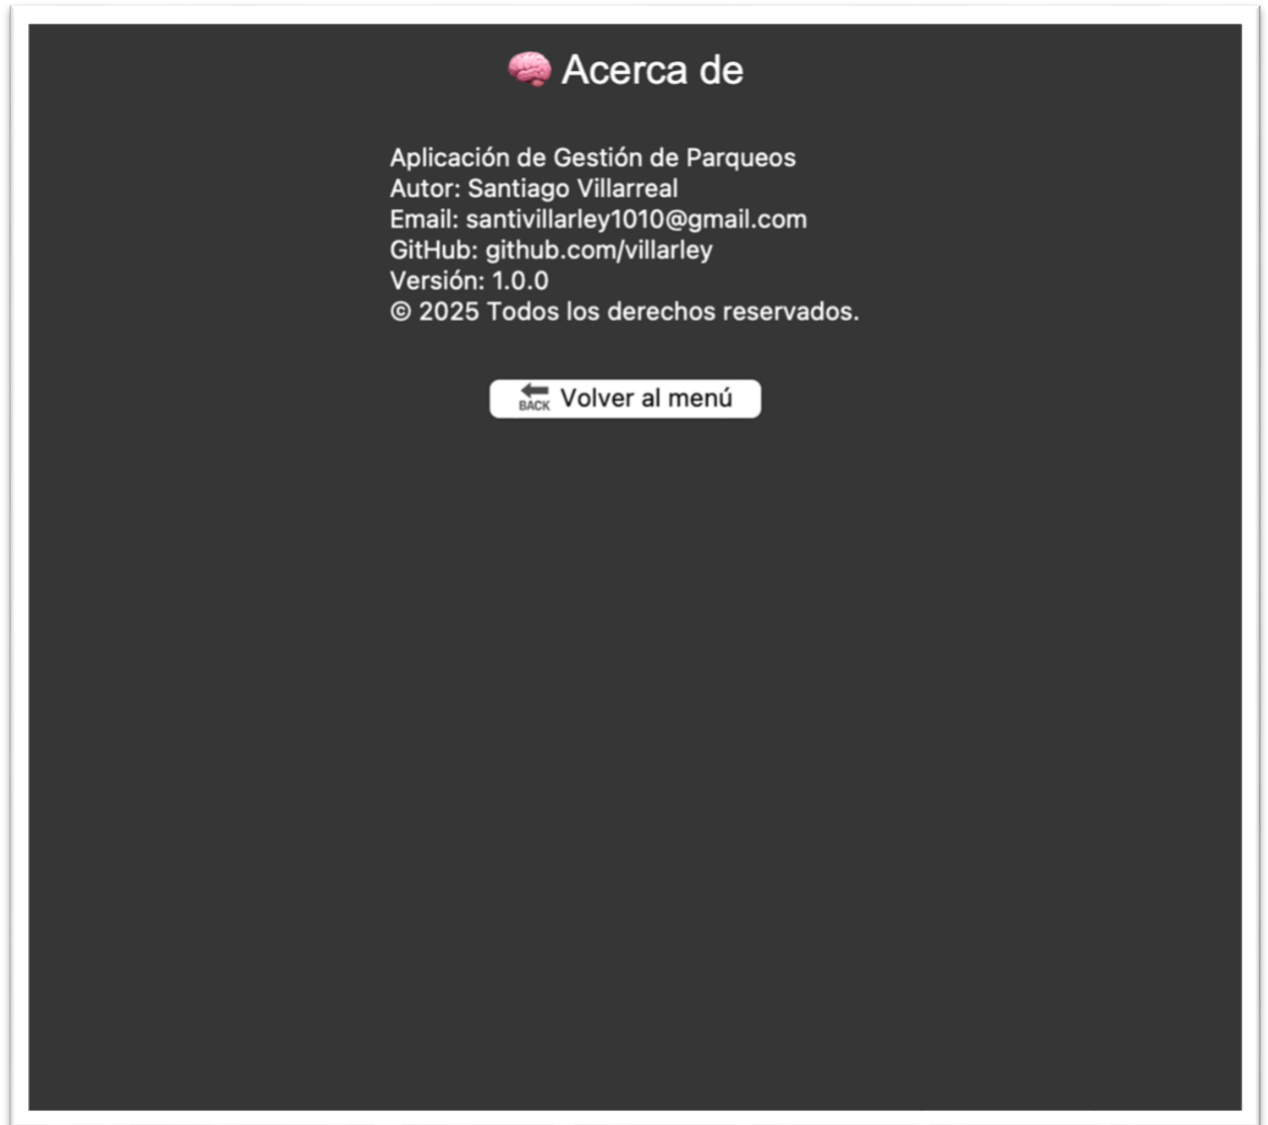 Acerca de
Aplicación de Gestión de Parqueos
Autor: Santiago Villarreal
Email: santivillarley1010@gmail.com
GitHub: github.com/villarley
Versión: 1.0.0
© 2025 Todos los derechos reservados.
BACK Volver al menú